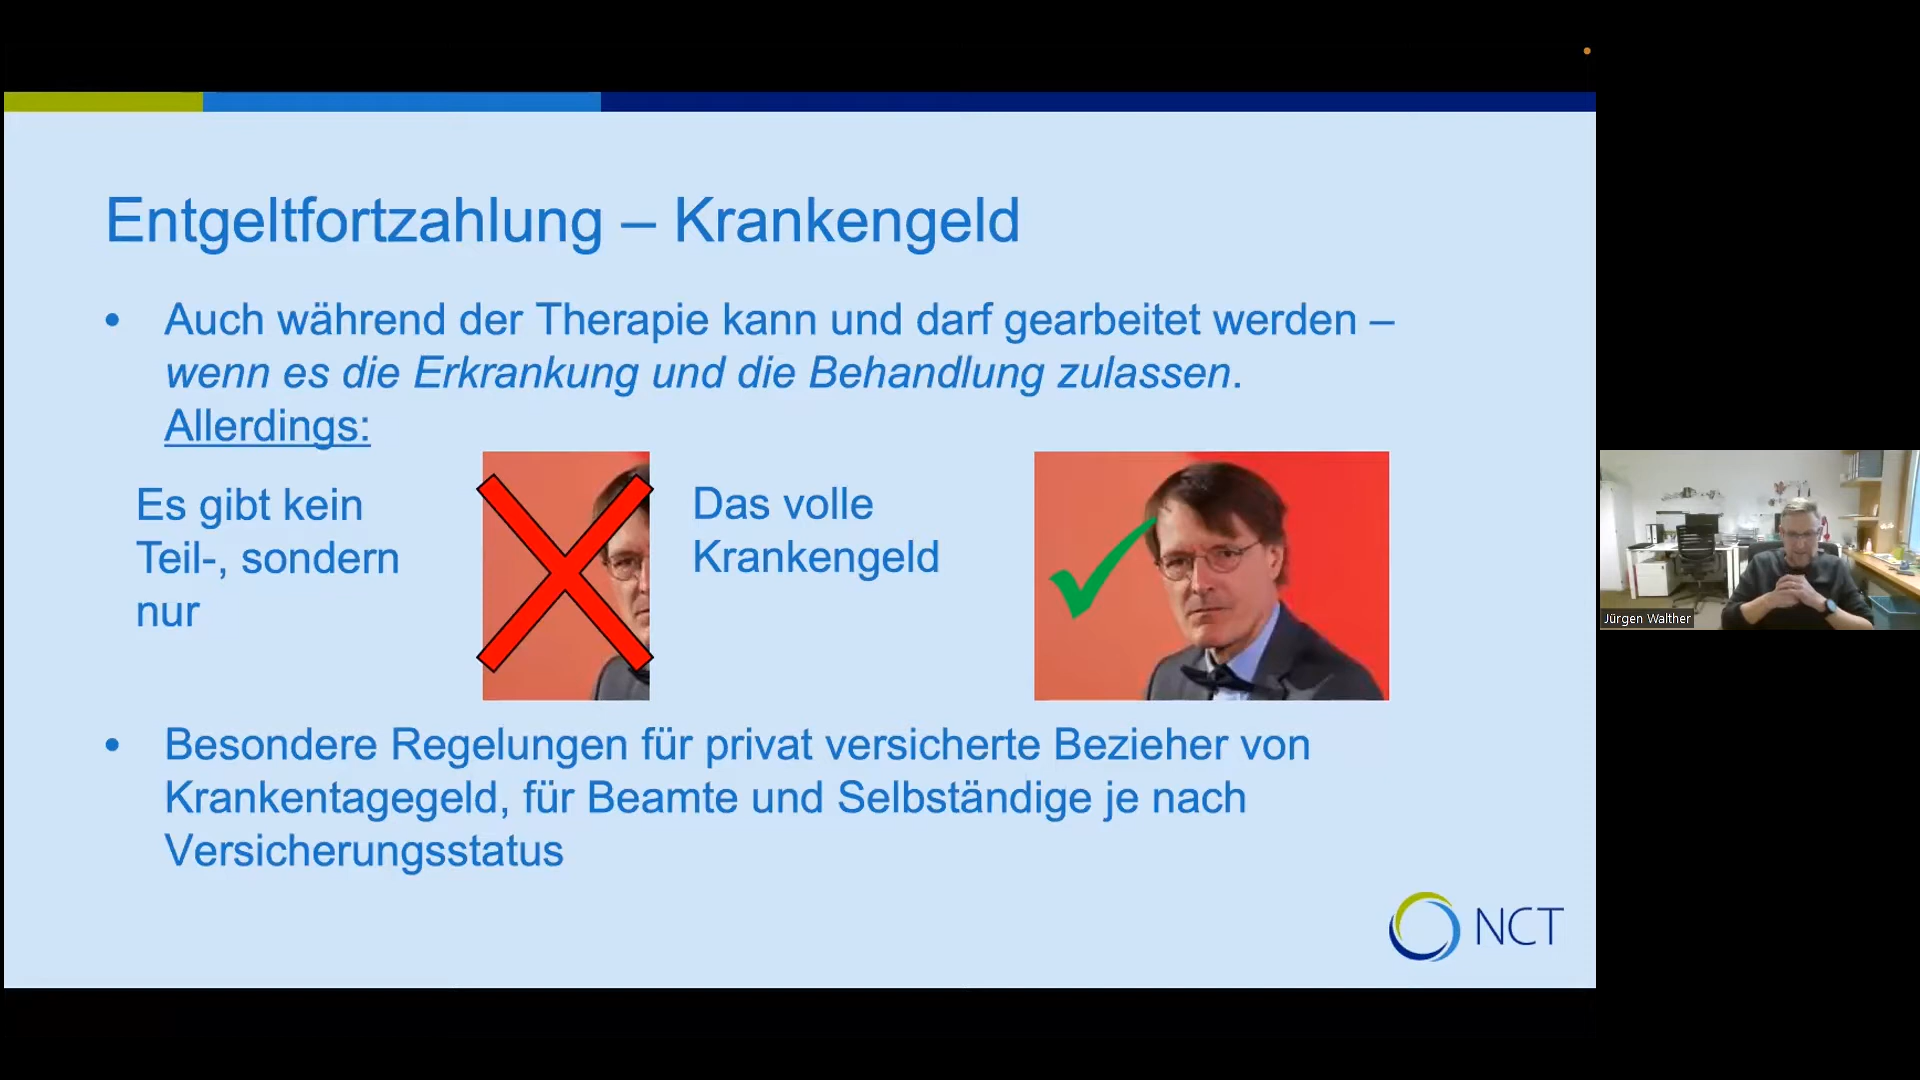 Entgeltfortzahlung – Krankengeld
• Auch während der Therapie kann und darf gearbeitet werden –
wenn es die Erkrankung und die Behandlung zulassen.
Allerdings:
Es gibt kein
Teil-, sondern
nur
Das volle
Krankengeld
• Besondere Regelungen für privat versicherte Bezieher von
Krankentagegeld, für Beamte und Selbständige je nach
Versicherungsstatus
NCT
Jürgen Walther